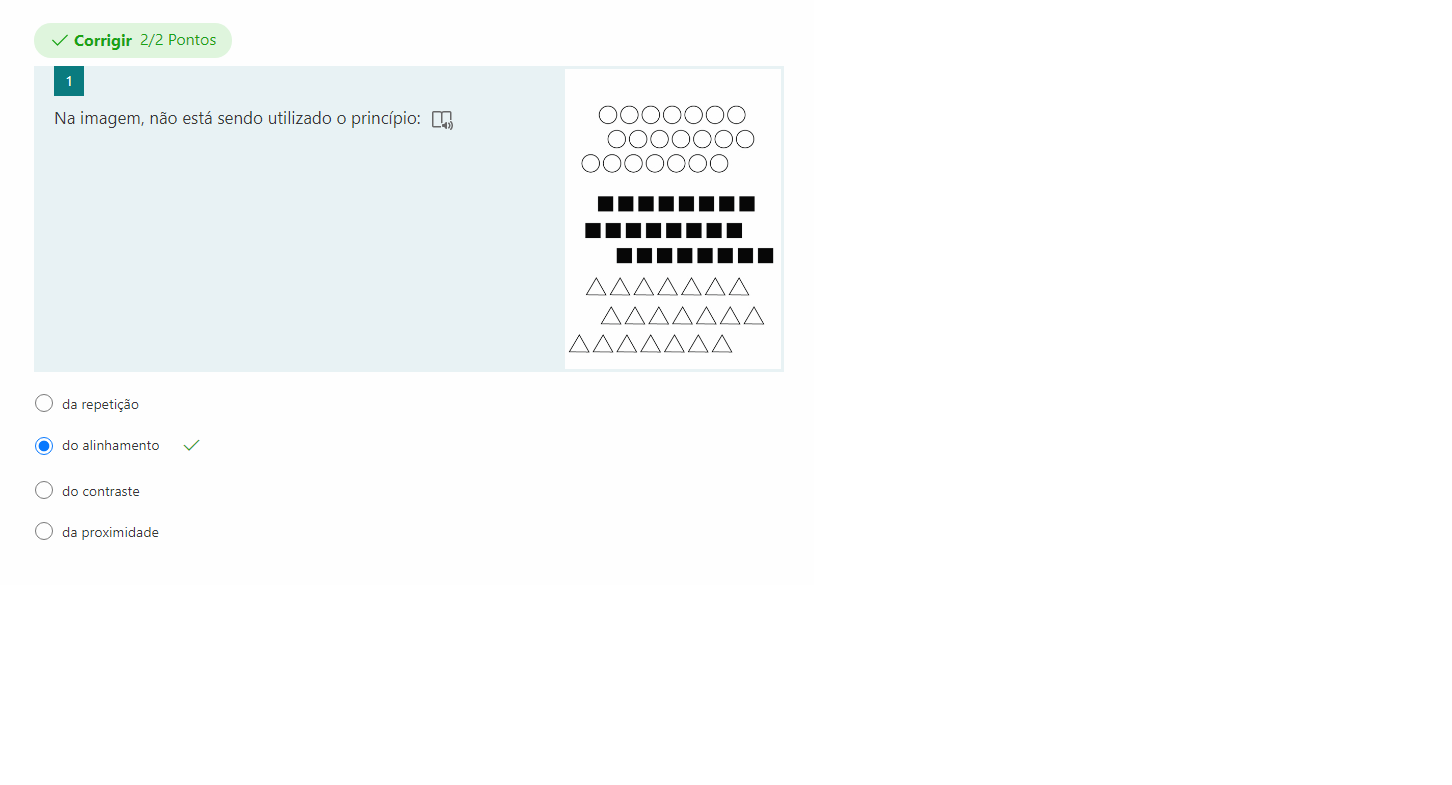 Corrigir 2/2 Pontos
1
Na imagem, não está sendo utilizado o princípio:
da repetição
do alinhamento
do contraste
da proximidade